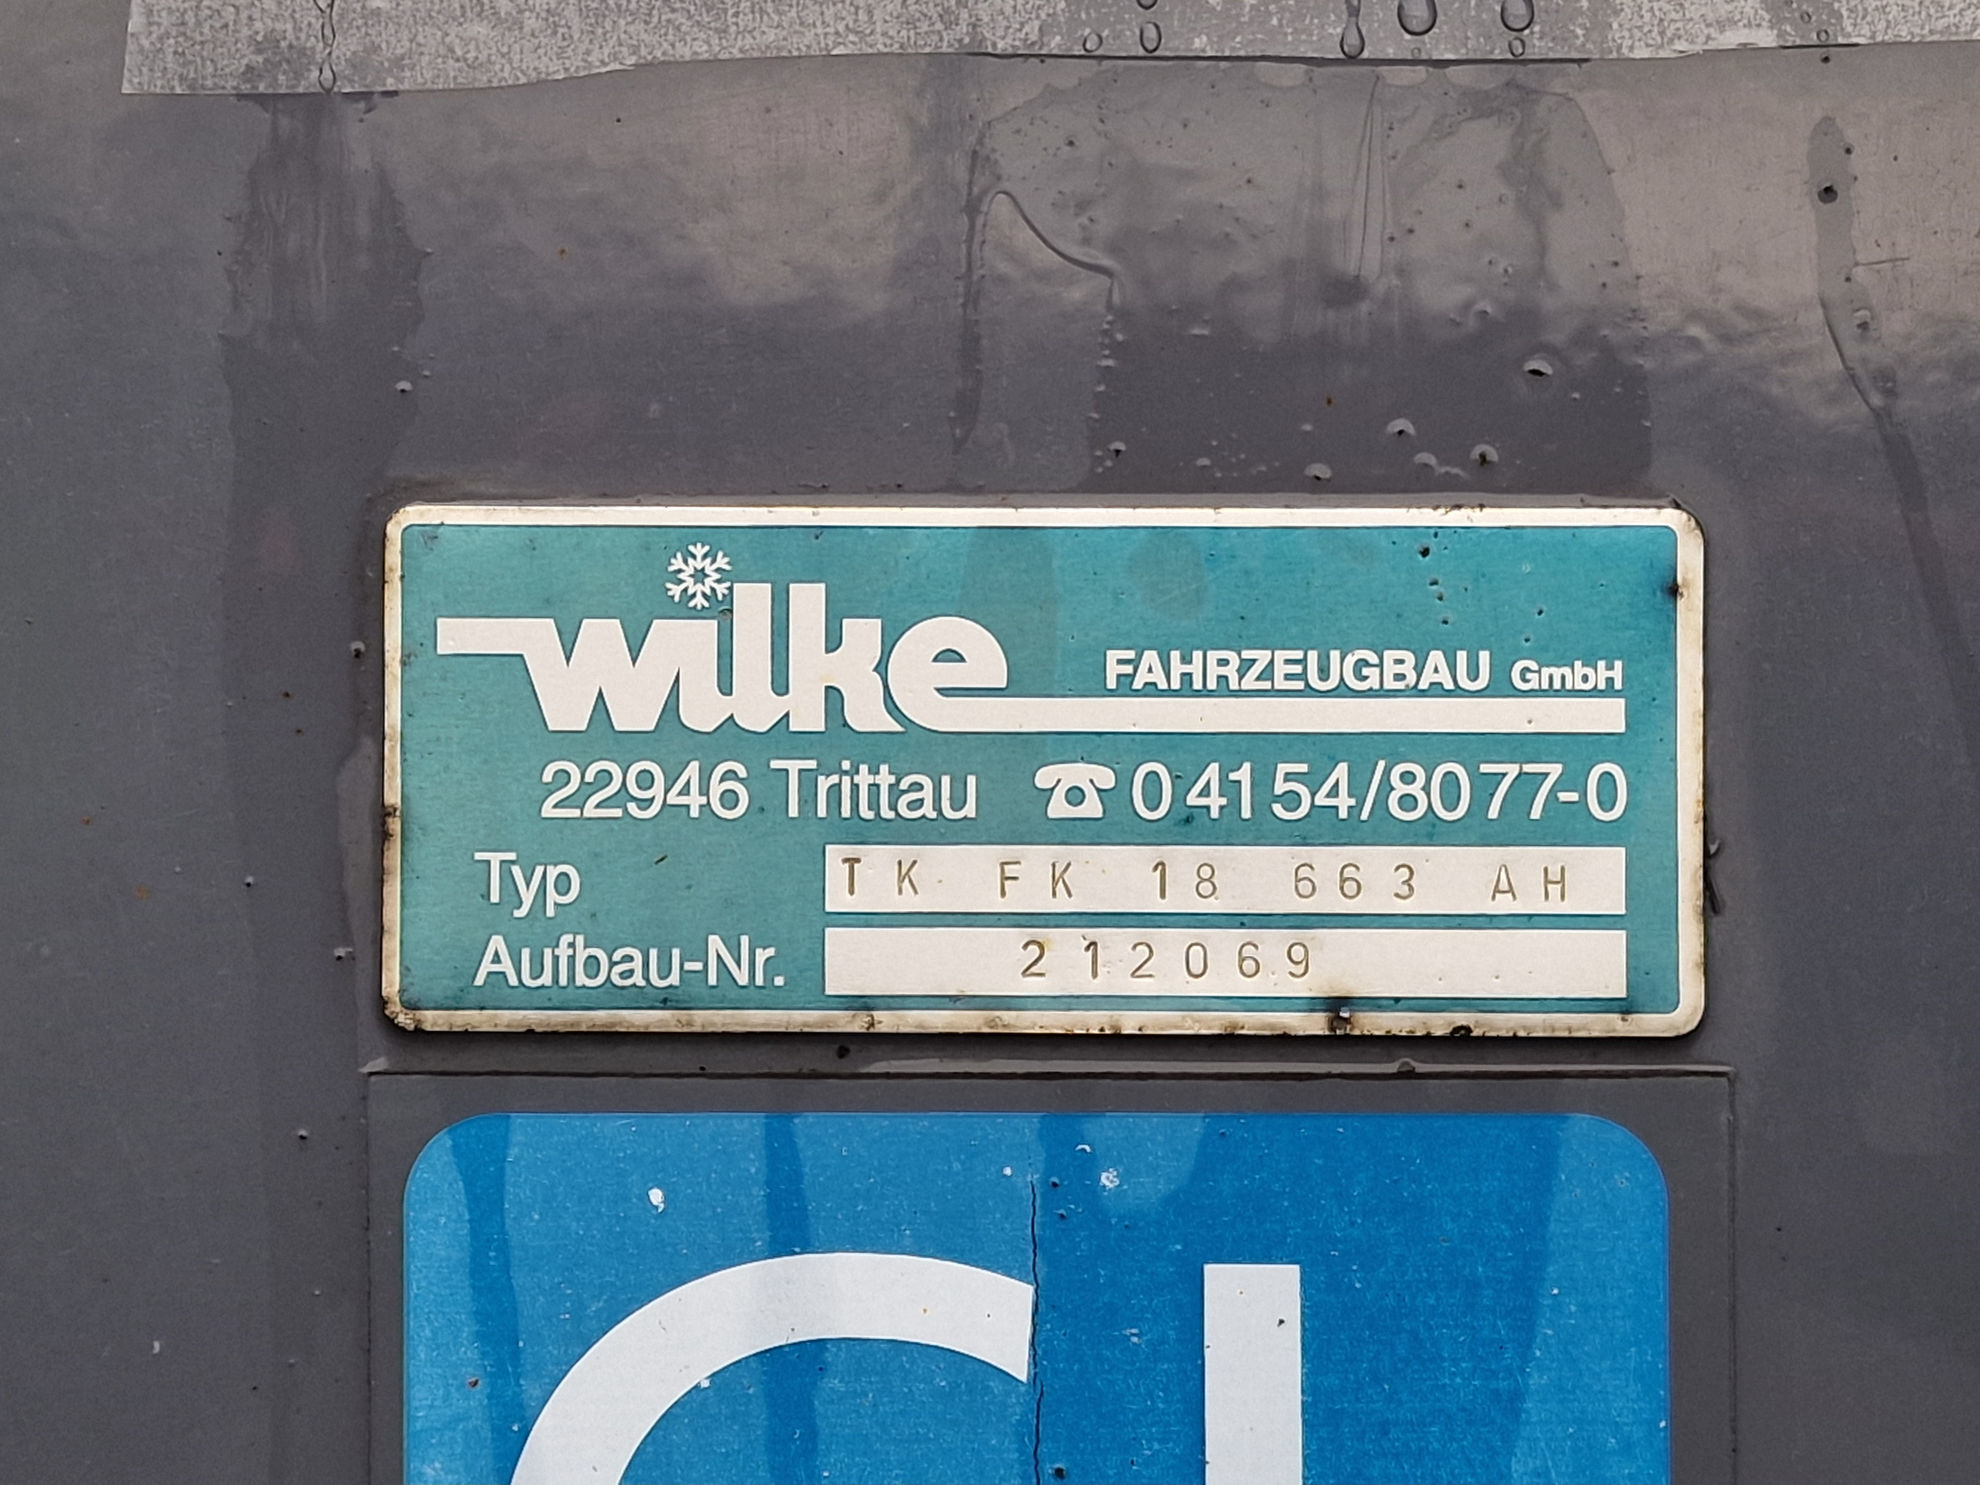 wilke FAHRZEUGBAU GmbH
22946 Trittau ☎ 04154/8077-0
Typ TK FK 18 663 AH
Aufbau-Nr. 212069